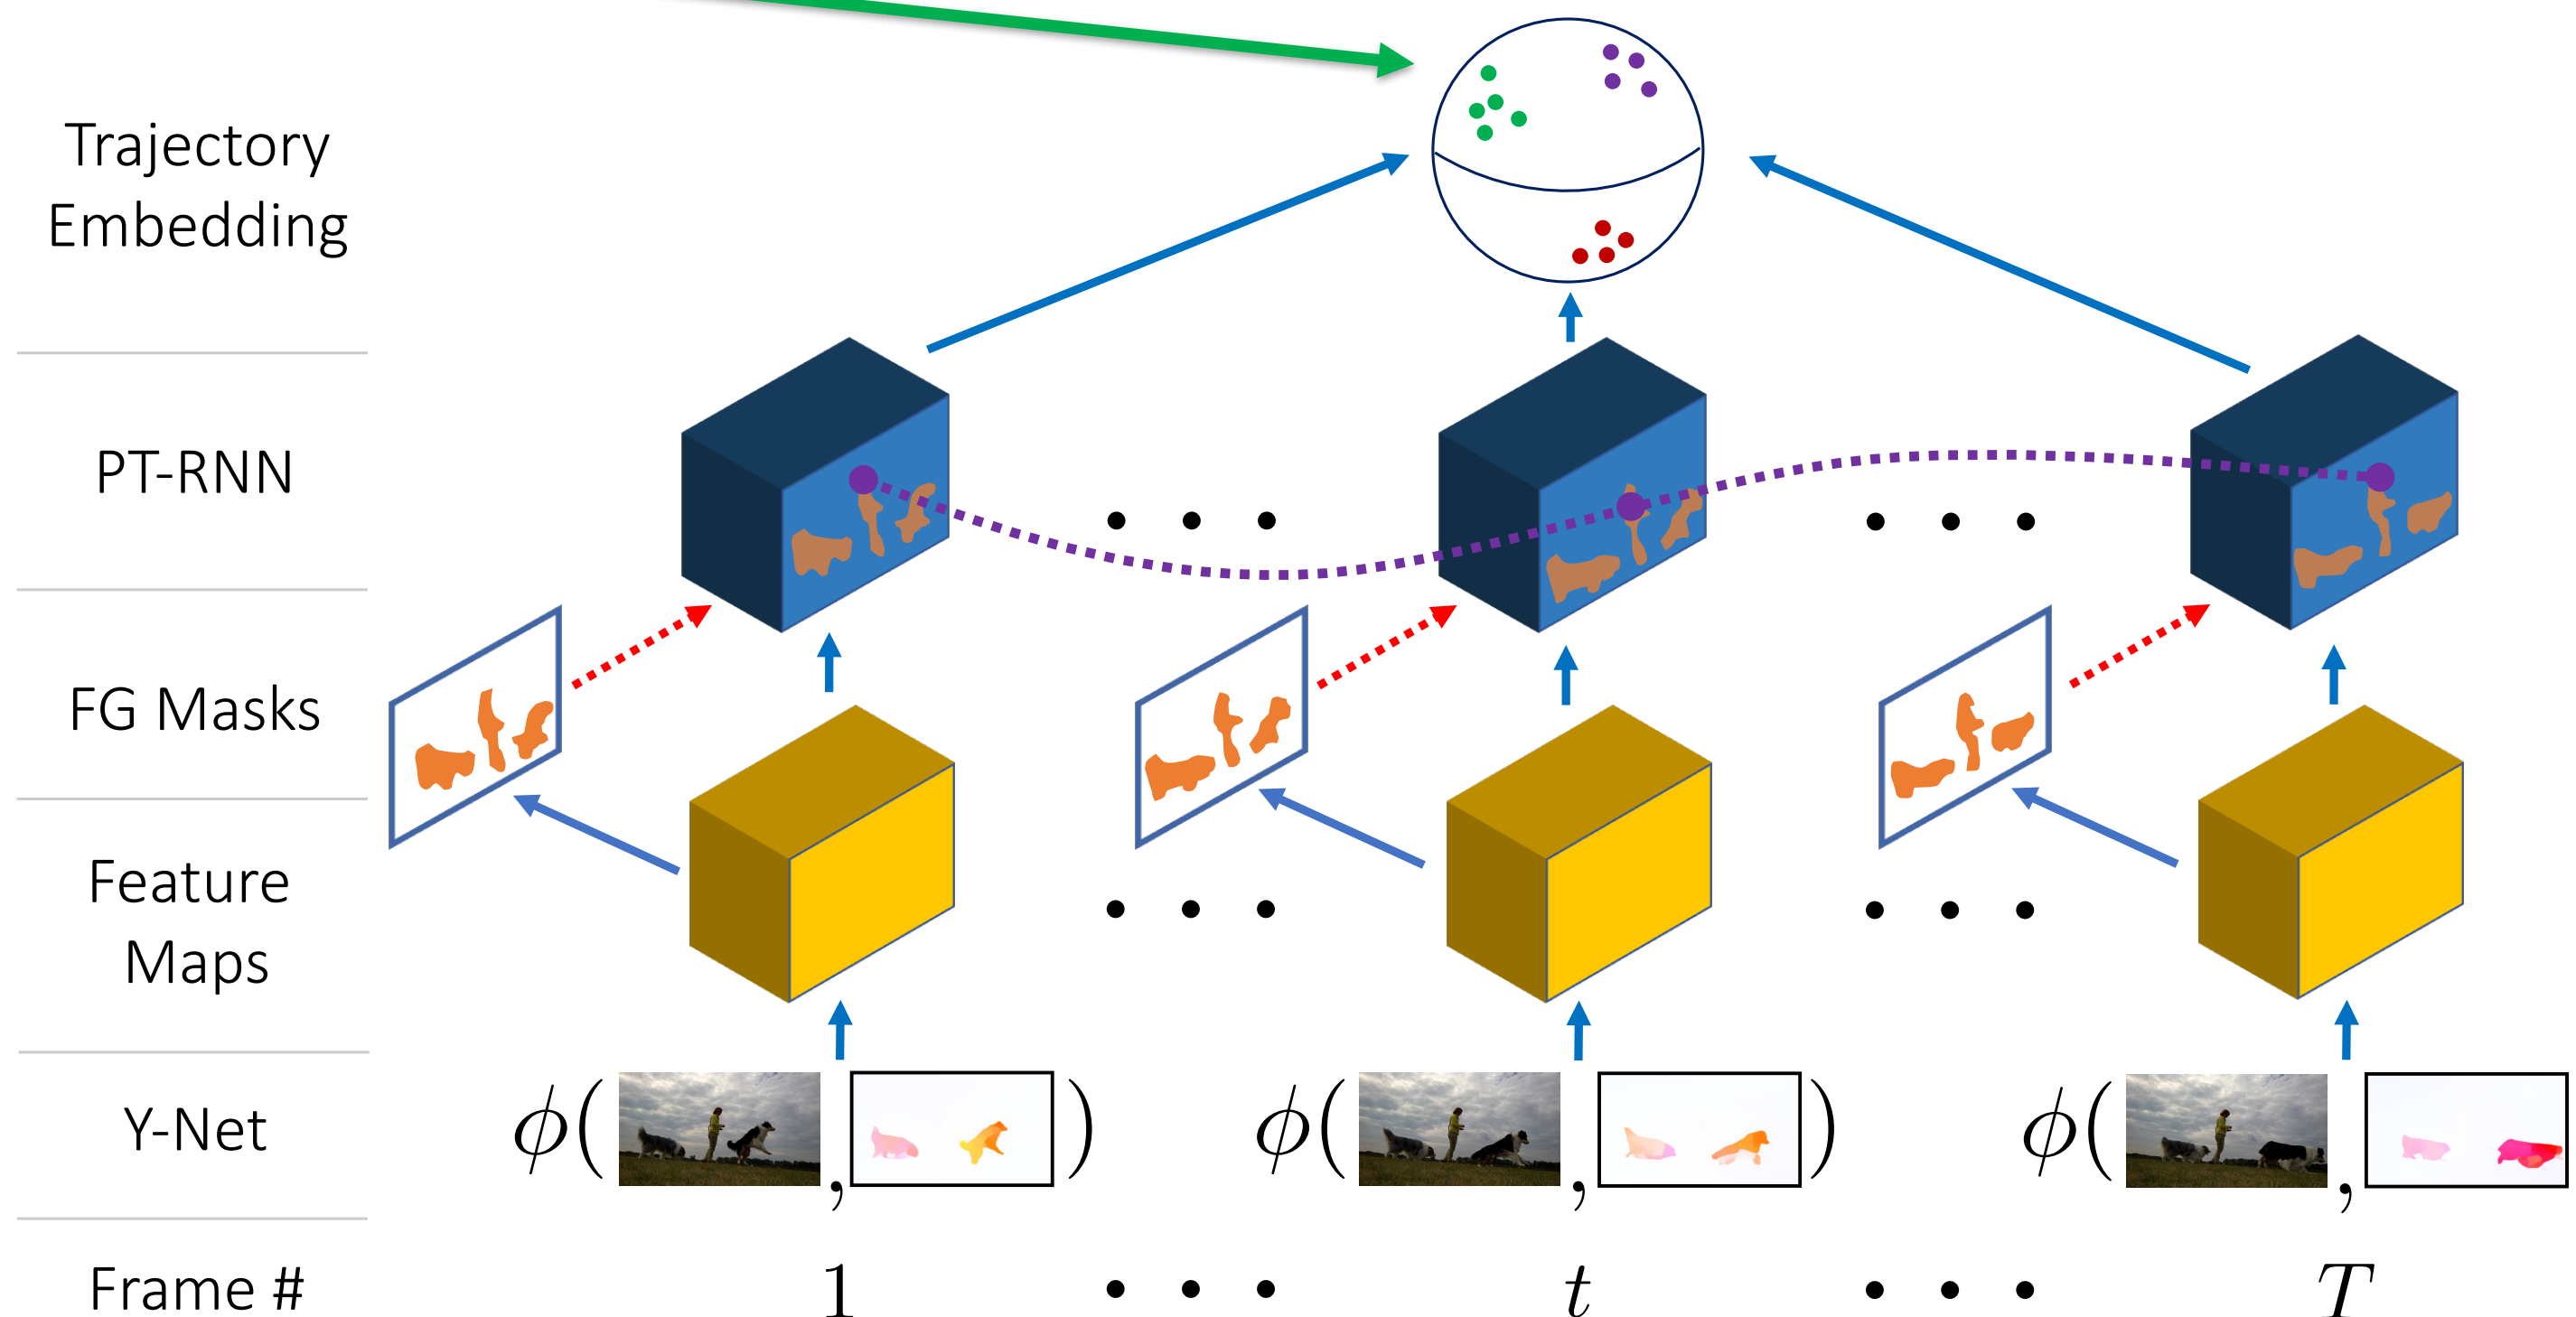 Trajectory
Embedding
PT-RNN
FG Masks
Feature
Maps
Y-Net
ϕ( , )
ϕ( , )
ϕ( ,
Frame #
1 • • • t • • • T